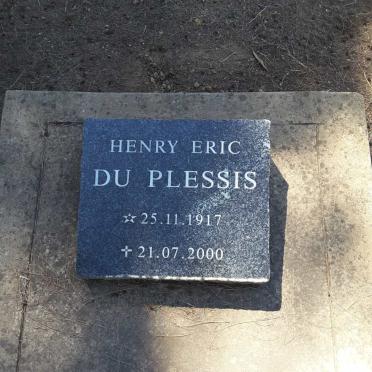 HENRY ERIC
DU PLESSIS
☆ 25.11.1917
✝ 21.07.2000